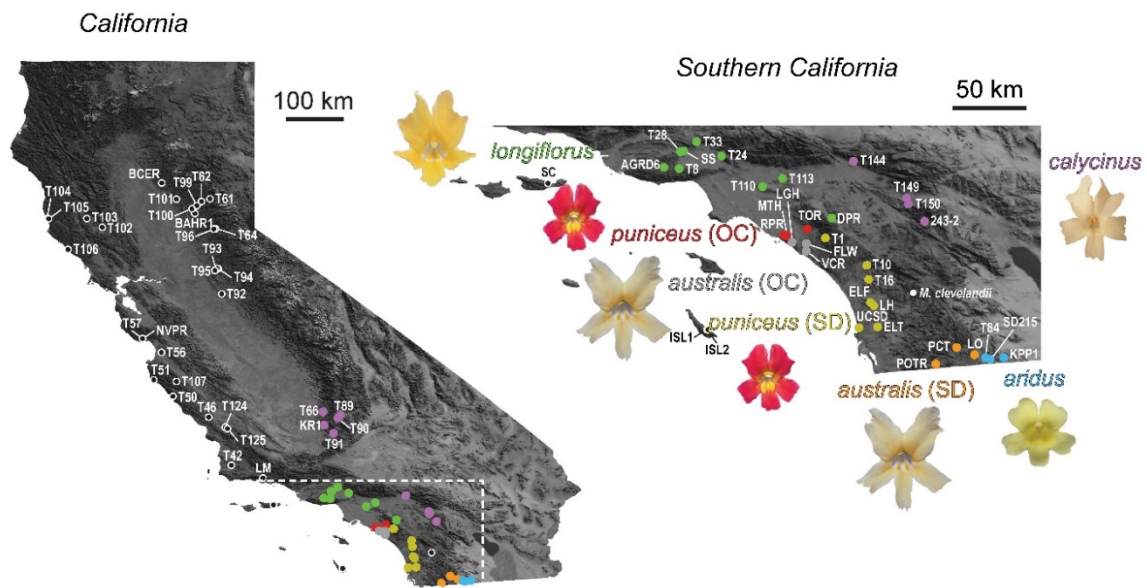 California
Southern California
100 km
50 km
BCER
T62
T99
T101
T61
T100
BAHR1
T96
T64
T93
T95
T94
T92
T104
T105
T103
T102
T106
T57
NVPR
T56
T51
T107
T50
T46
T124
T125
T42
LM
T66
T89
KR1
T90
T91
longiflorus
T28
T33
SS
T24
AGRD6
T8
SC
T144
calycinus
T113
T110
LGH
MTH
TOR
RPR
DPR
T149
T150
243-2
puniceus (OC)
T1
FLW
VCR
australis (OC)
T10
T16
ELF
M. clevelandii
LH
puniceus (SD)
UCSD
ELT
ISL1
ISL2
T84
SD215
PCT
LO
KPP1
POTR
australis (SD)
aridus